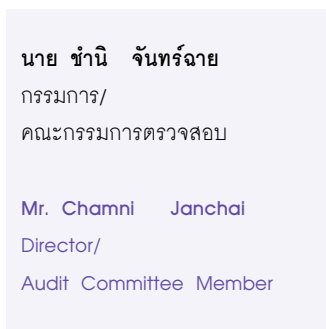 นาย ชำนิ จันทร์ฉาย
กรรมการ/
คณะกรรมการตรวจสอบ
Mr. Chamni Janchai
Director/
Audit Committee Member